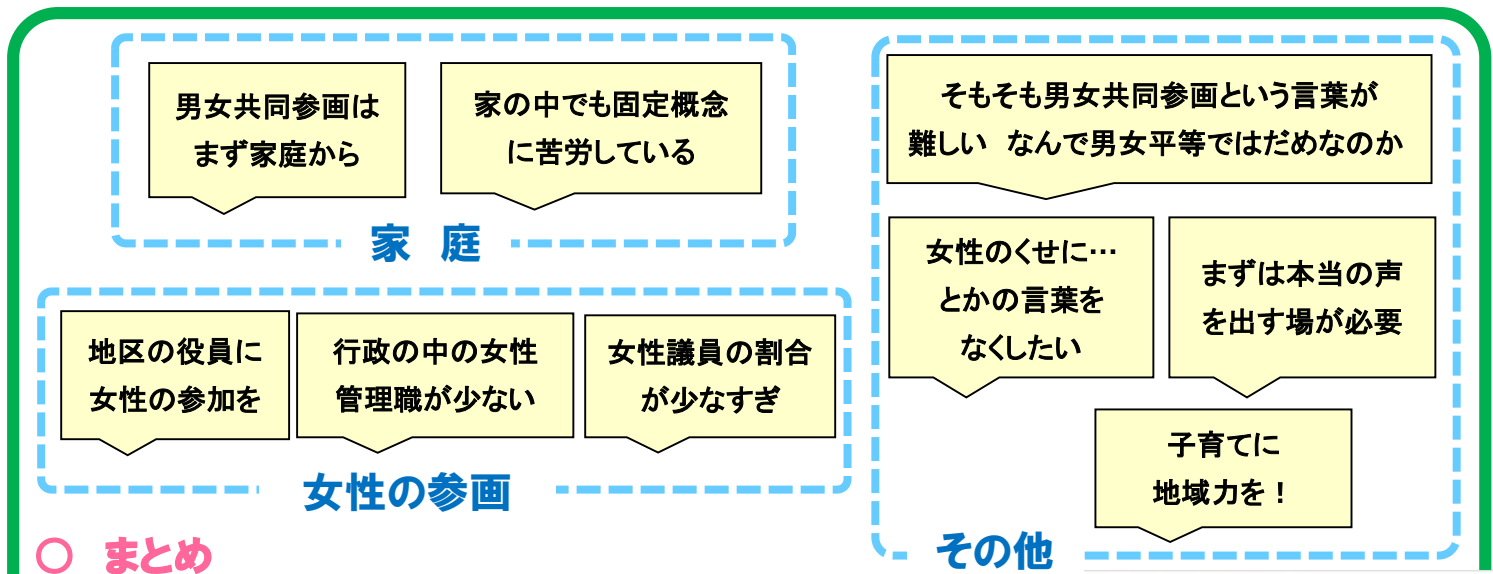 男女共同参画は
まず家庭から
家の中でも固定概念
に苦労している
家　庭
地区の役員に
女性の参加を
行政の中の女性
管理職が少ない
女性議員の割合
が少なすぎ
女性の参画
そもそも男女共同参画という言葉が
難しい　なんで男女平等ではだめなのか
女性のくせに…
とかの言葉を
なくしたい
まずは本当の声
を出す場が必要
子育てに
地域力を！
その他
○　まとめ